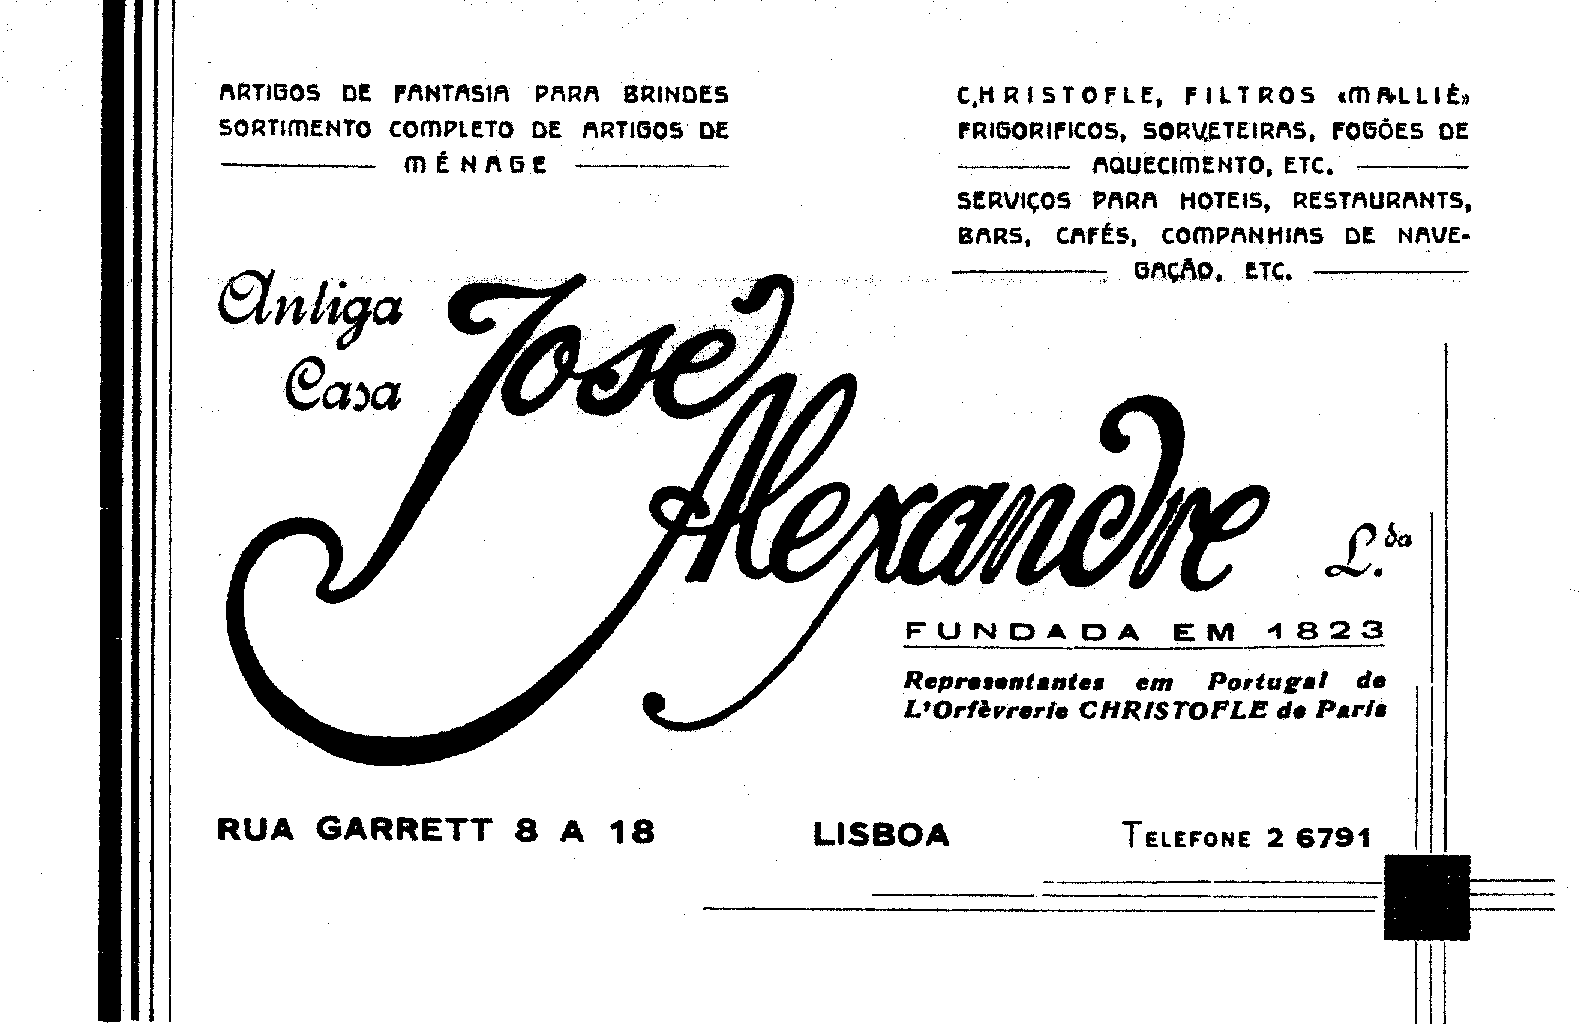 ARTIGOS DE FANTASIA PARA BRINDES
SORTIMENTO COMPLETO DE ARTIGOS DE
MÉNAGE
CHRISTOFLE, FILTROS «MALLIÉ»
FRIGORIFICOS, SORVETEIRAS, FOGÕES DE
AQUECIMENTO, ETC.
SERVIÇOS PARA HOTEIS, RESTAURANTS,
BARS, CAFÉS, COMPANHIAS DE NAVE-
GAÇÃO, ETC.
Antiga
Casa
José
Alexandre L.da
FUNDADA EM 1823
Representantes em Portugal de
L'Orfèvrerie CHRISTOFLE de Paris
RUA GARRETT 8 A 18 LISBOA TELEFONE 2 6791